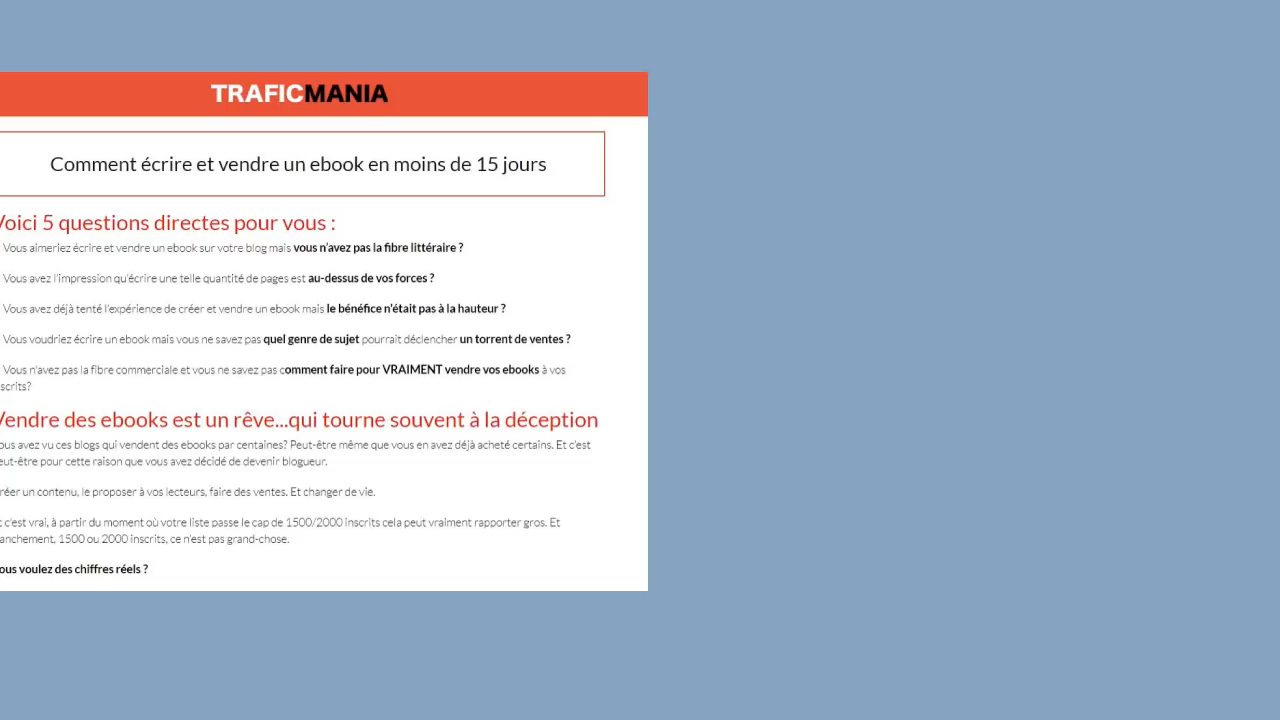 TRAFICMANIA
Comment écrire et vendre un ebook en moins de 15 jours
Voici 5 questions directes pour vous :
Vous aimeriez écrire et vendre un ebook sur votre blog mais vous n'avez pas la fibre littéraire ?
Vous avez l'impression qu'écrire une telle quantité de pages est au-dessus de vos forces ?
Vous avez déjà tenté l'expérience de créer et vendre un ebook mais le bénéfice n'était pas à la hauteur ?
Vous voudriez écrire un ebook mais vous ne savez pas quel genre de sujet pourrait déclencher un torrent de ventes ?
Vous n'avez pas la fibre commerciale et vous ne savez pas comment faire pour VRAIMENT vendre vos ebooks à vos
scrits?
Vendre des ebooks est un rêve...qui tourne souvent à la déception
ous avez vu ces blogs qui vendent des ebooks par centaines? Peut-être même que vous en avez déjà acheté certains. Et c'est
eut-être pour cette raison que vous avez décidé de devenir blogueur.
réer un contenu, le proposer à vos lecteurs, faire des ventes. Et changer de vie.
t c'est vrai, à partir du moment où votre liste passe le cap de 1500/2000 inscrits cela peut vraiment rapporter gros. Et
anchement, 1500 ou 2000 inscrits, ce n'est pas grand-chose.
ous voulez des chiffres réels ?